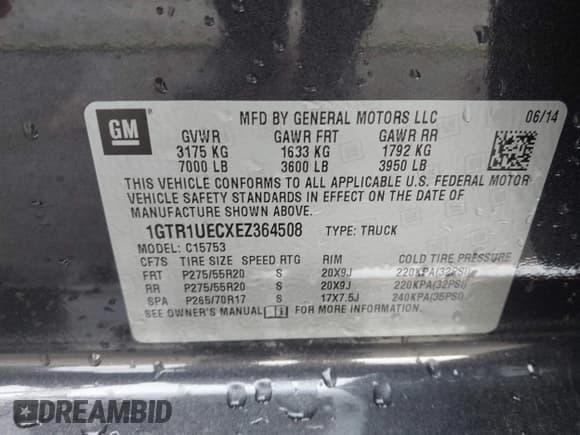 MFD BY GENERAL MOTORS LLC 06/14
GM
GVWR GAWR FRT GAWR RR
3175 KG 1633 KG 1792 KG
7000 LB 3600 LB 3950 LB
THIS VEHICLE CONFORMS TO ALL APPLICABLE U.S. FEDERAL MOTOR
VEHICLE SAFETY STANDARDS IN EFFECT ON THE DATE OF
MANUFACTURE SHOWN ABOVE.
1GTR1UECXEZ364508 TYPE: TRUCK
MODEL: C15753
CF7S TIRE SIZE SPEED RTG RIM COLD TIRE PRESSURE
FRT P275/55R20 S 20X9J 220KPA(32PSI)
RR P275/55R20 S 20X9J 220KPA(32PSI)
SPA P265/70R17 S 17X7.5J 240KPA(35PSI)
SEE OWNER'S MANUAL FOR MORE INFORMATION.
DREAMBID